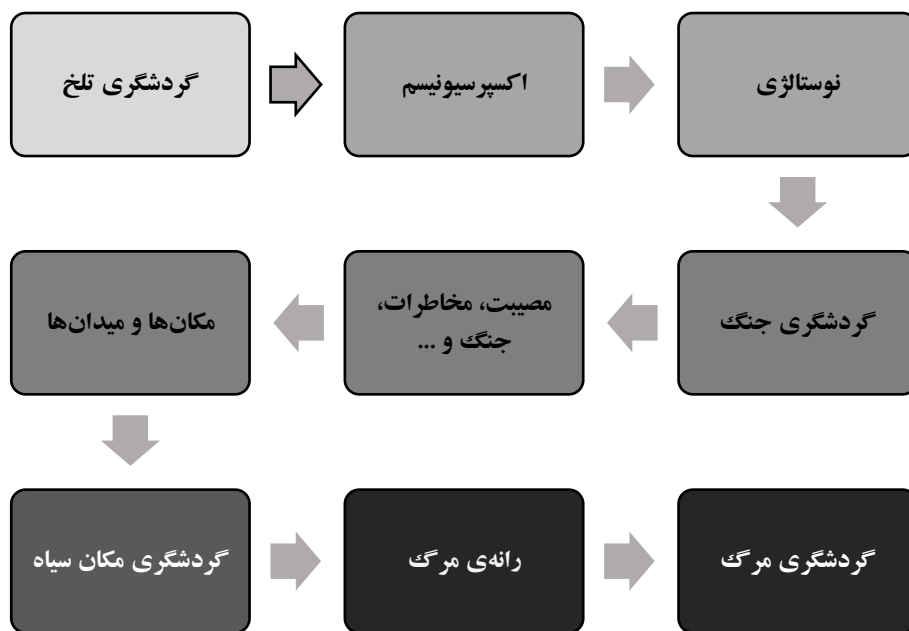 گردشگری تلخ
اکسپرسیونیسم
نوستالژی
گردشگری جنگ
مصیبت، مخاطرات،
جنگ و ...
مکان‌ها و میدان‌ها
گردشگری مکان سیاه
رانه‌ی مرگ
گردشگری مرگ